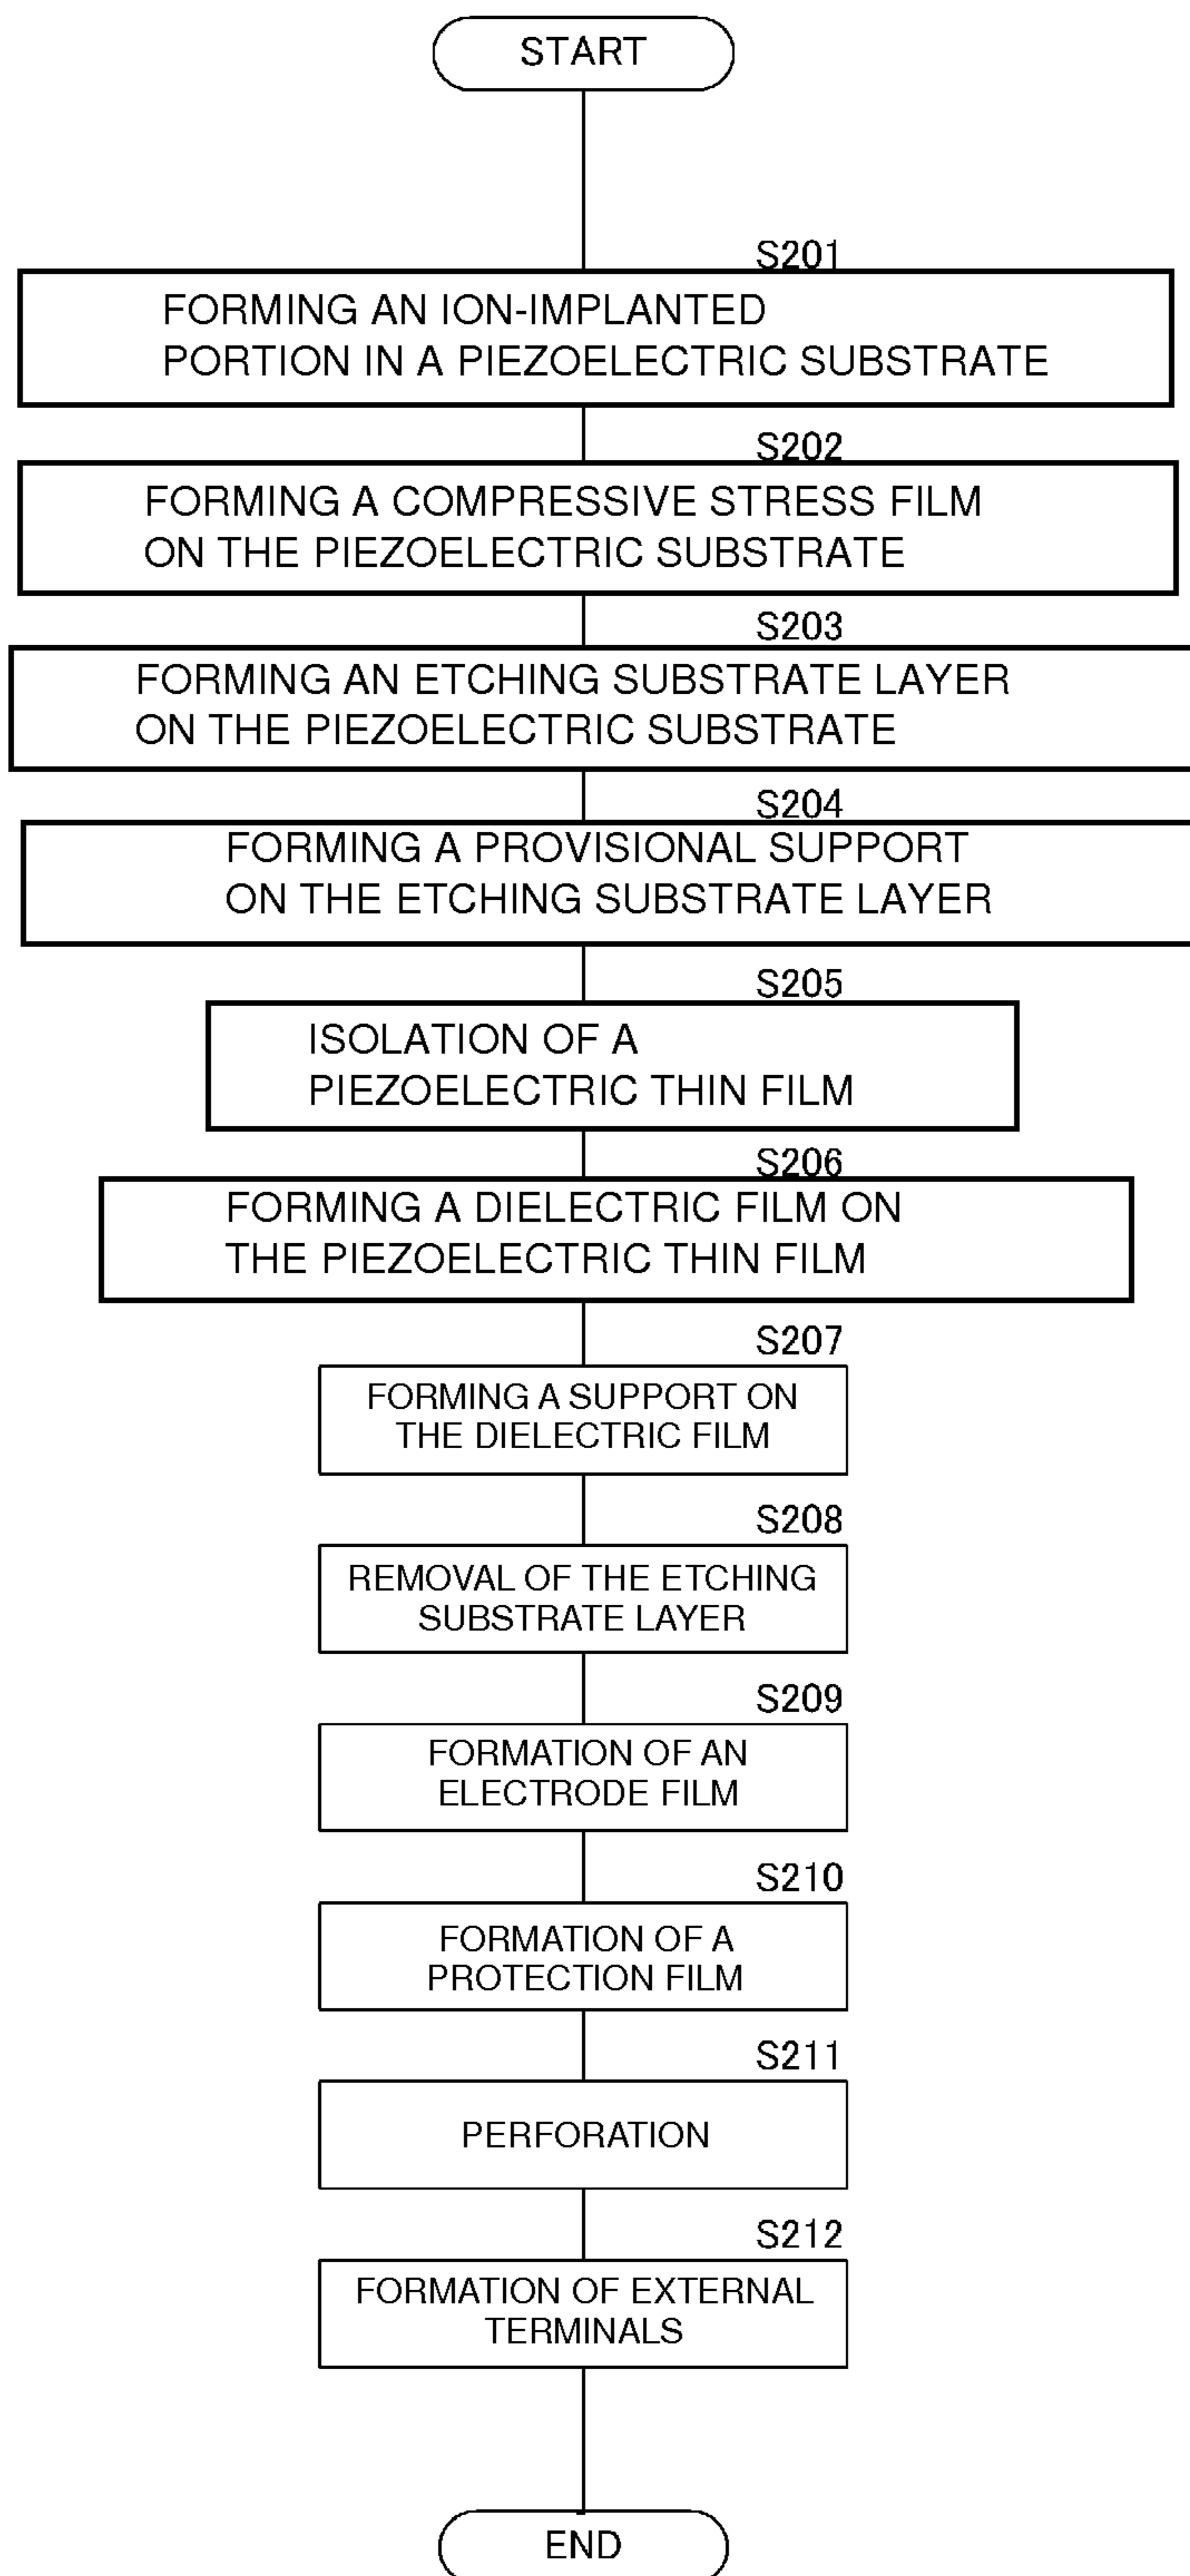 START
S201
FORMING AN ION-IMPLANTED
PORTION IN A PIEZOELECTRIC SUBSTRATE
S202
FORMING A COMPRESSIVE STRESS FILM
ON THE PIEZOELECTRIC SUBSTRATE
S203
FORMING AN ETCHING SUBSTRATE LAYER
ON THE PIEZOELECTRIC SUBSTRATE
S204
FORMING A PROVISIONAL SUPPORT
ON THE ETCHING SUBSTRATE LAYER
S205
ISOLATION OF A
PIEZOELECTRIC THIN FILM
S206
FORMING A DIELECTRIC FILM ON
THE PIEZOELECTRIC THIN FILM
S207
FORMING A SUPPORT ON
THE DIELECTRIC FILM
S208
REMOVAL OF THE ETCHING
SUBSTRATE LAYER
S209
FORMATION OF AN
ELECTRODE FILM
S210
FORMATION OF A
PROTECTION FILM
S211
PERFORATION
S212
FORMATION OF EXTERNAL
TERMINALS
END